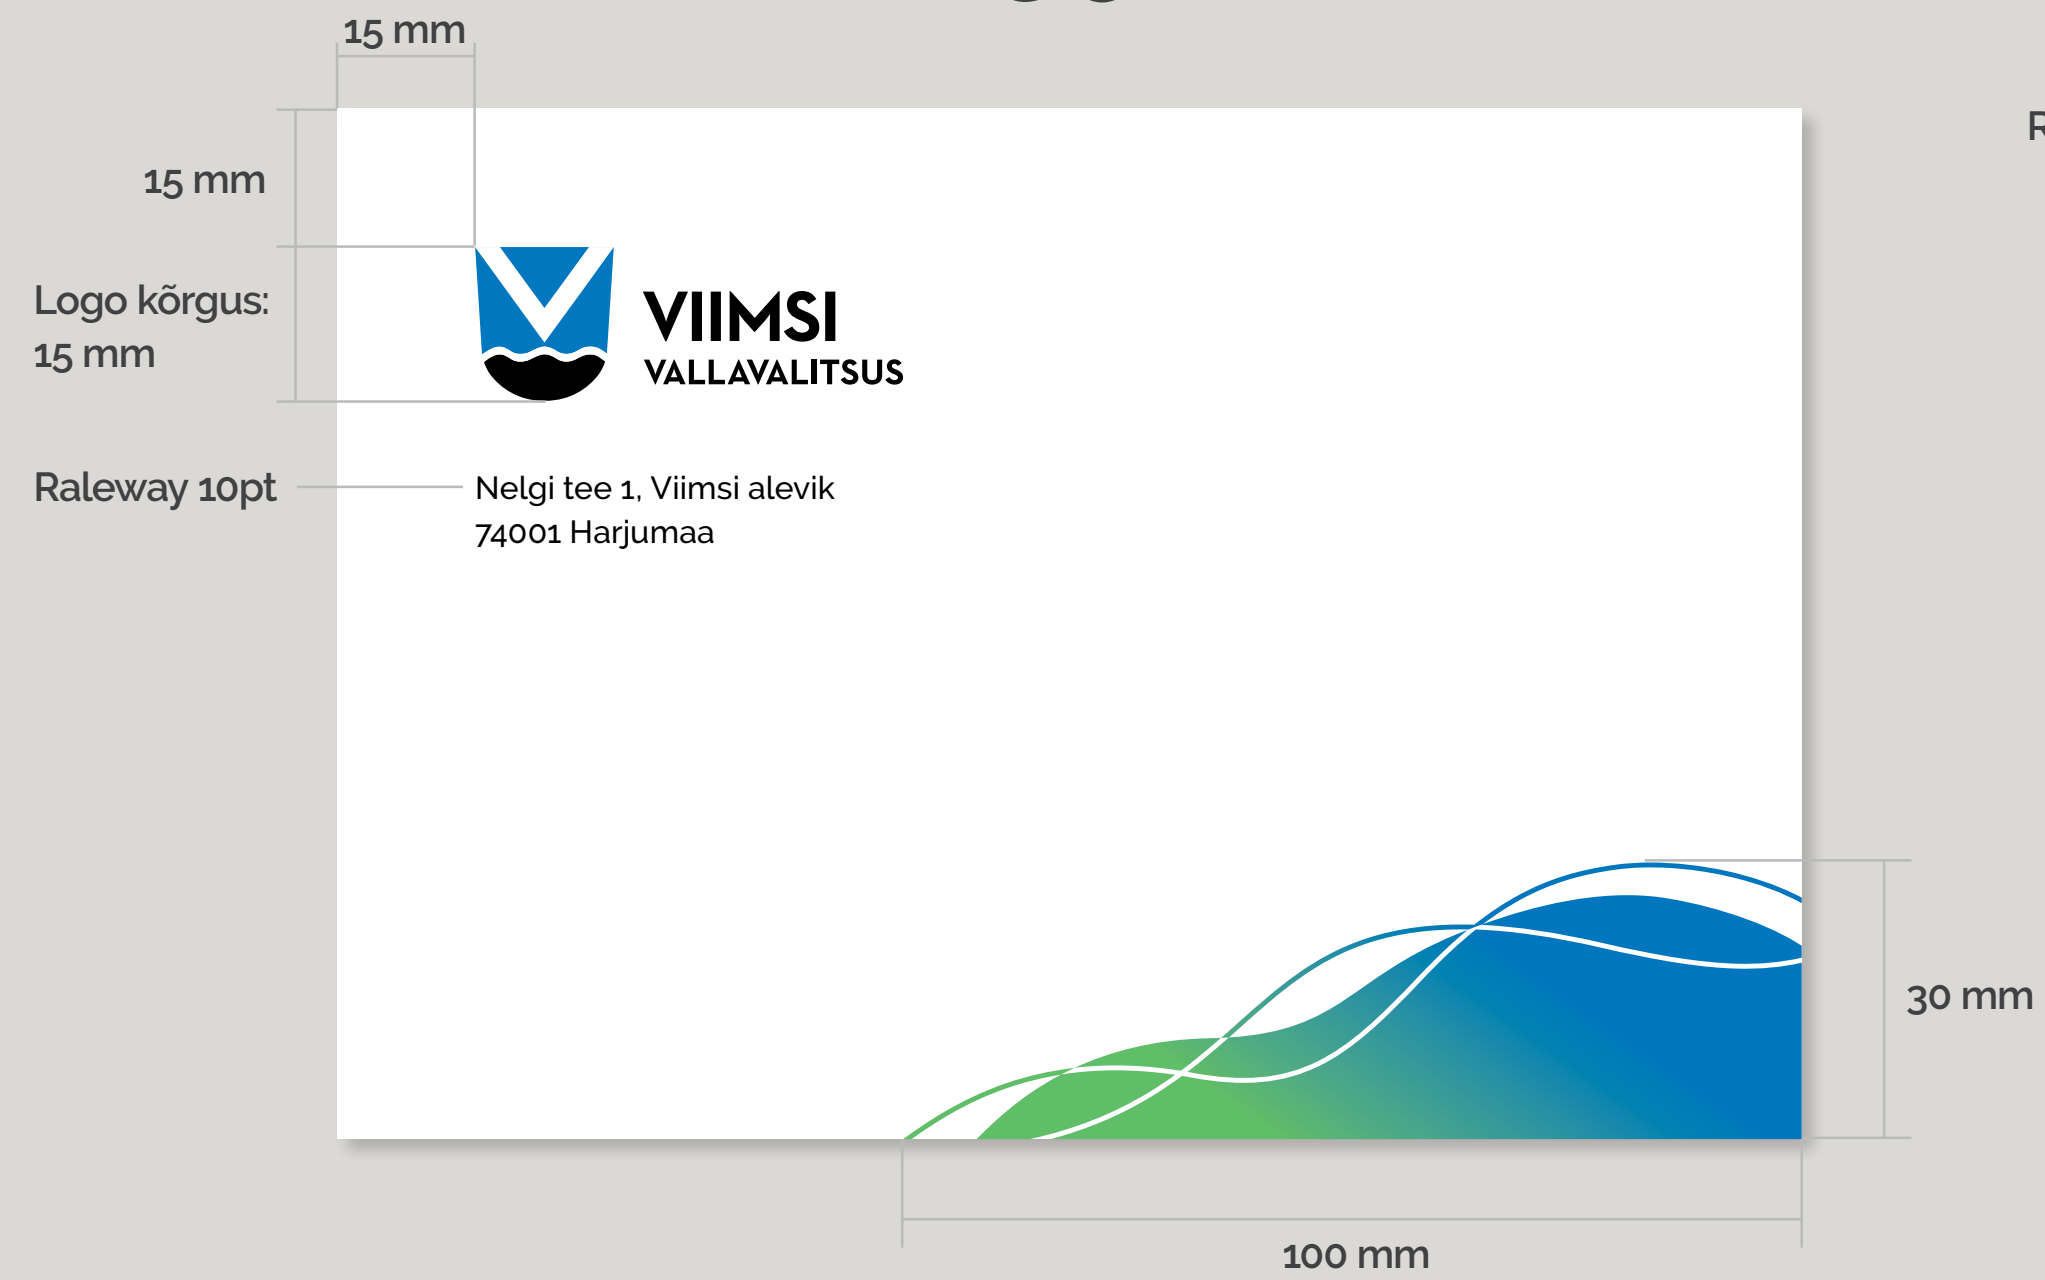 15 mm
15 mm
Logo kõrgus:
15 mm
VIIMSI
VALLAVALITSUS
Raleway 10pt
Nelgi tee 1, Viimsi alevik
74001 Harjumaa
30 mm
100 mm